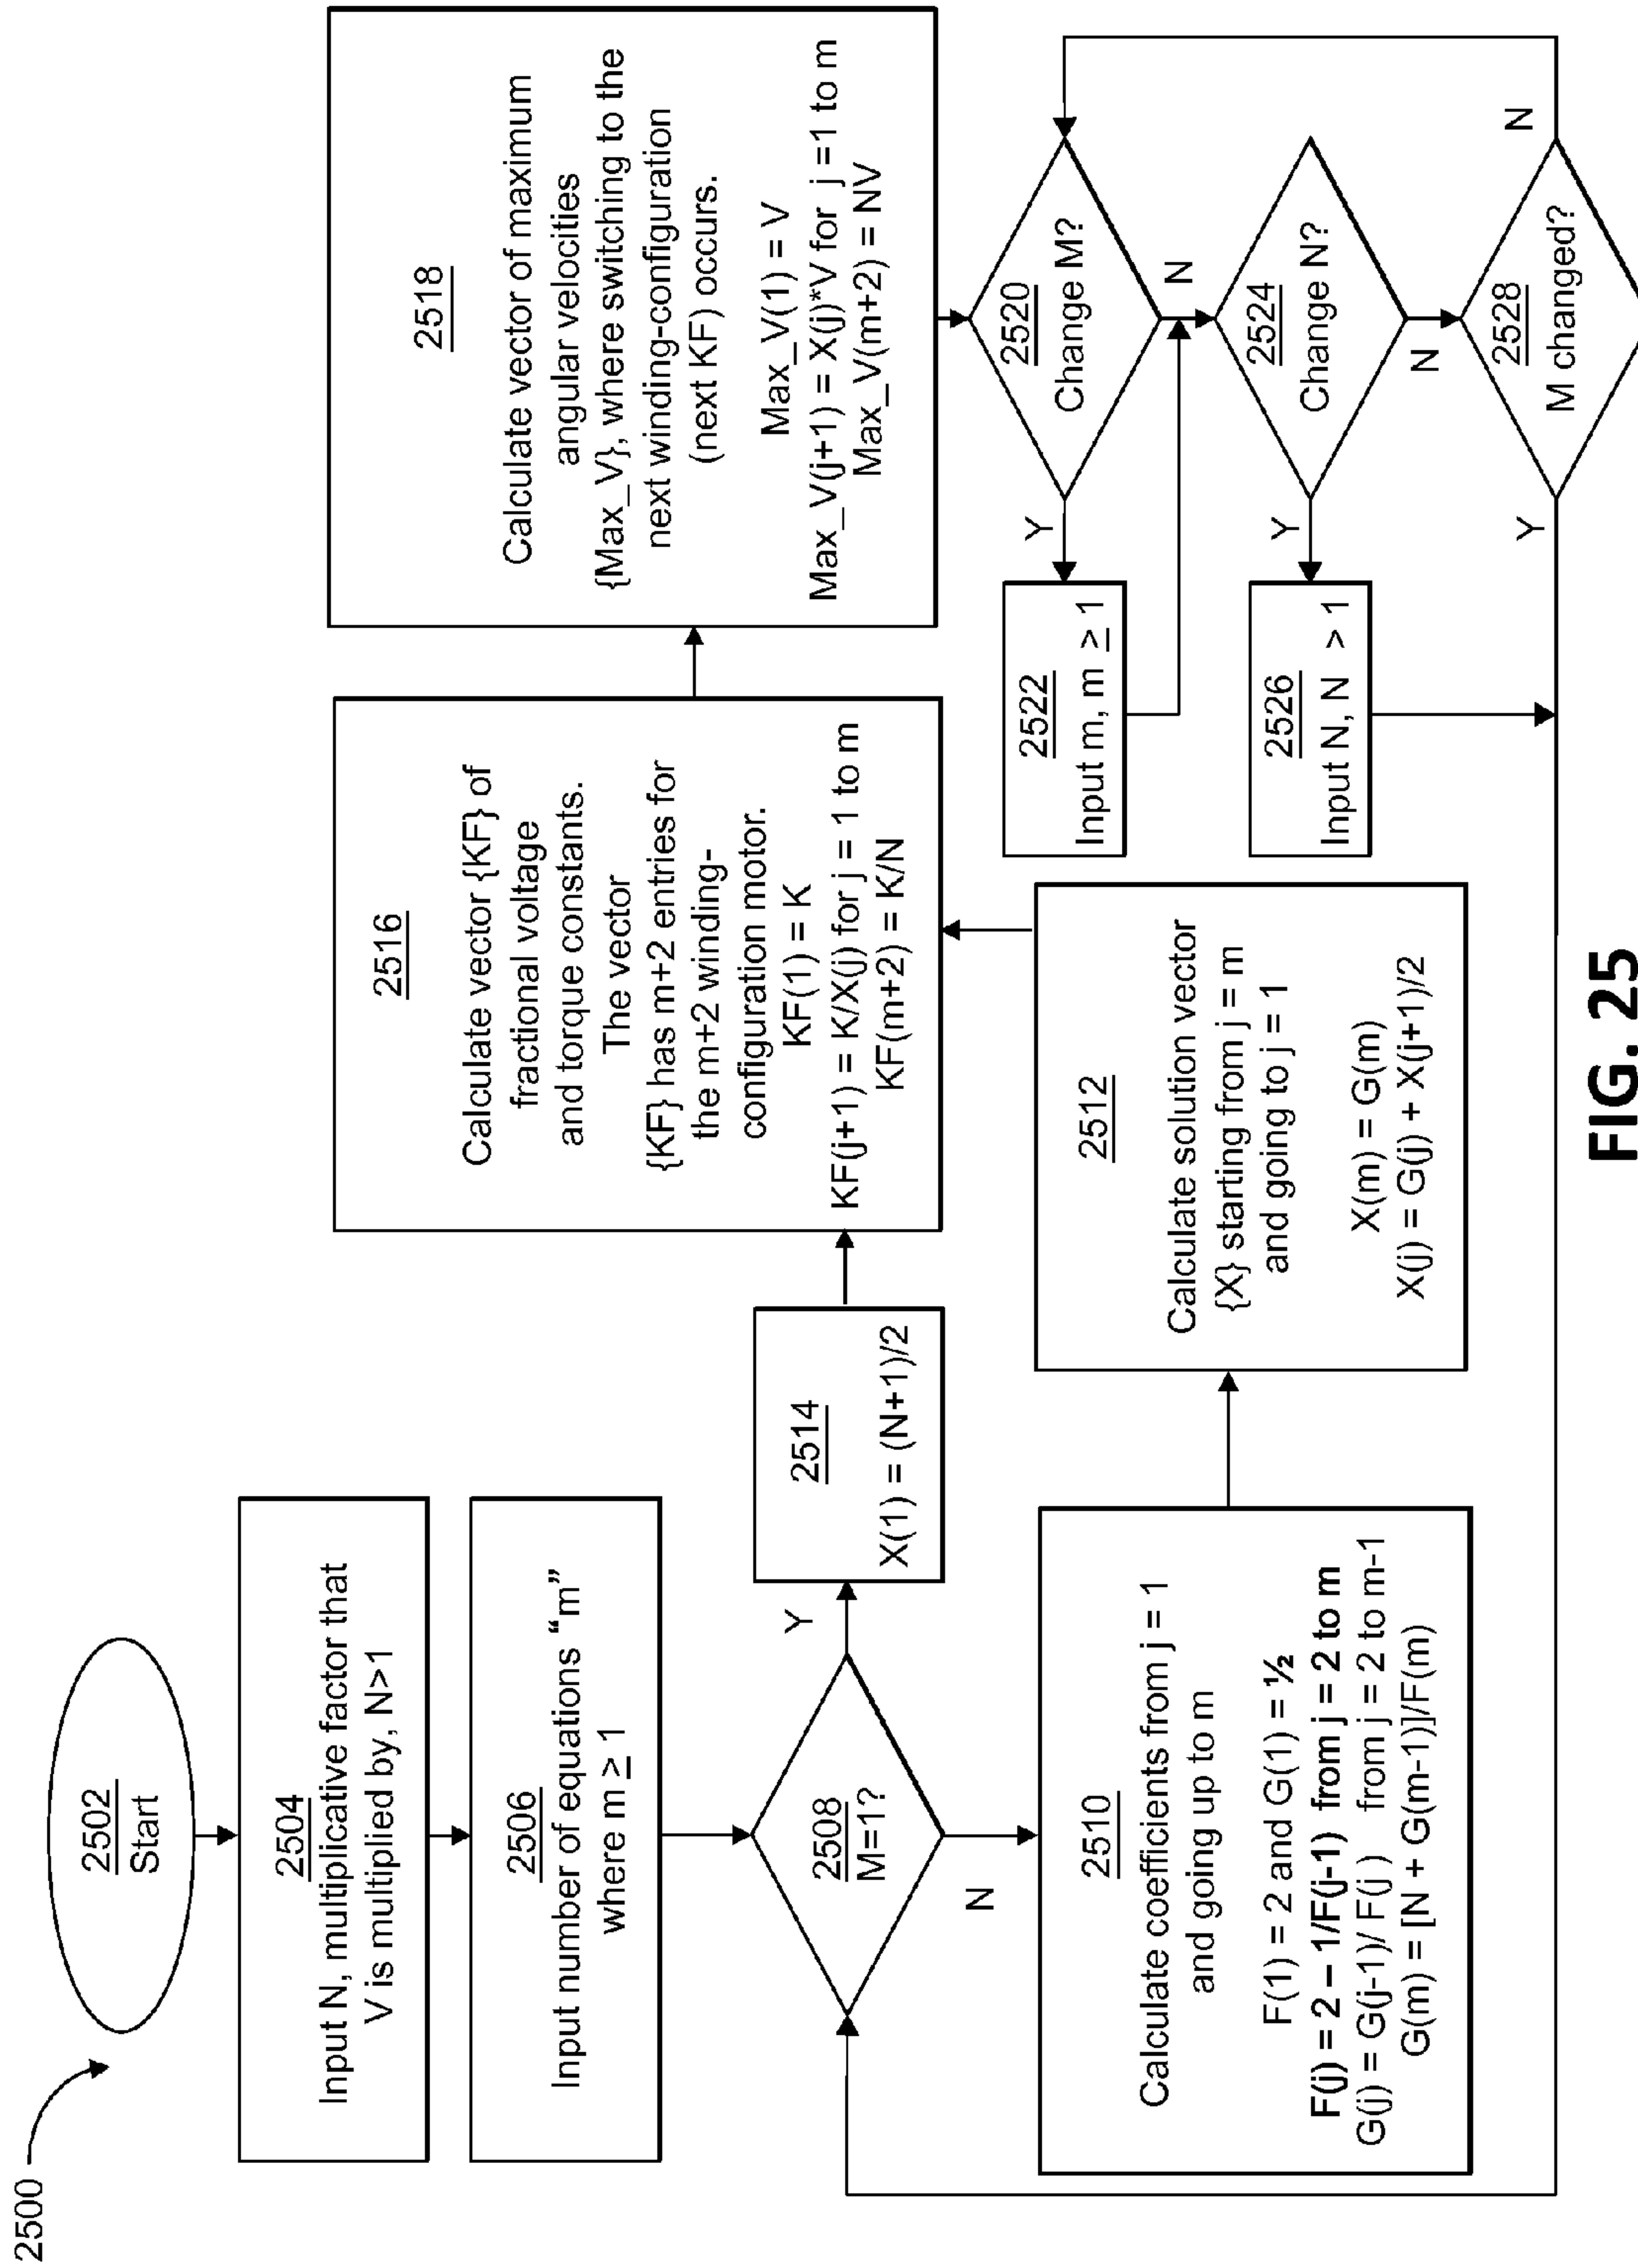 2500
2502
Start
2504
Input N, multiplicative factor that
V is multiplied by, N>1
2506
Input number of equations “m”
where m ≥ 1
2508
M=1?
Y
N
2514
X(1) = (N+1)/2
2510
Calculate coefficients from j = 1
and going up to m
F(1) = 2 and G(1) = ½
F(j) = 2 – 1/F(j-1) from j = 2 to m
G(j) = G(j-1)/ F(j ) from j = 2 to m-1
G(m) = [N + G(m-1)]/F(m)
2512
Calculate solution vector
{X} starting from j = m
and going to j = 1
X(m) = G(m)
X(j) = G(j) + X(j+1)/2
2516
Calculate vector {KF} of
fractional voltage
and torque constants.
The vector
{KF} has m+2 entries for
the m+2 winding-
configuration motor.
KF(1) = K
KF(j+1) = K/X(j) for j = 1 to m
KF(m+2) = K/N
2518
Calculate vector of maximum
angular velocities
{Max_V}, where switching to the
next winding-configuration
(next KF) occurs.
Max_V(1) = V
Max_V(j+1) = X(j)*V for j =1 to m
Max_V(m+2) = NV
2520
Change M?
Y
N
2522
Input m, m ≥ 1
2524
Change N?
Y
N
2526
Input N, N > 1
2528
M changed?
Y
N
FIG. 25